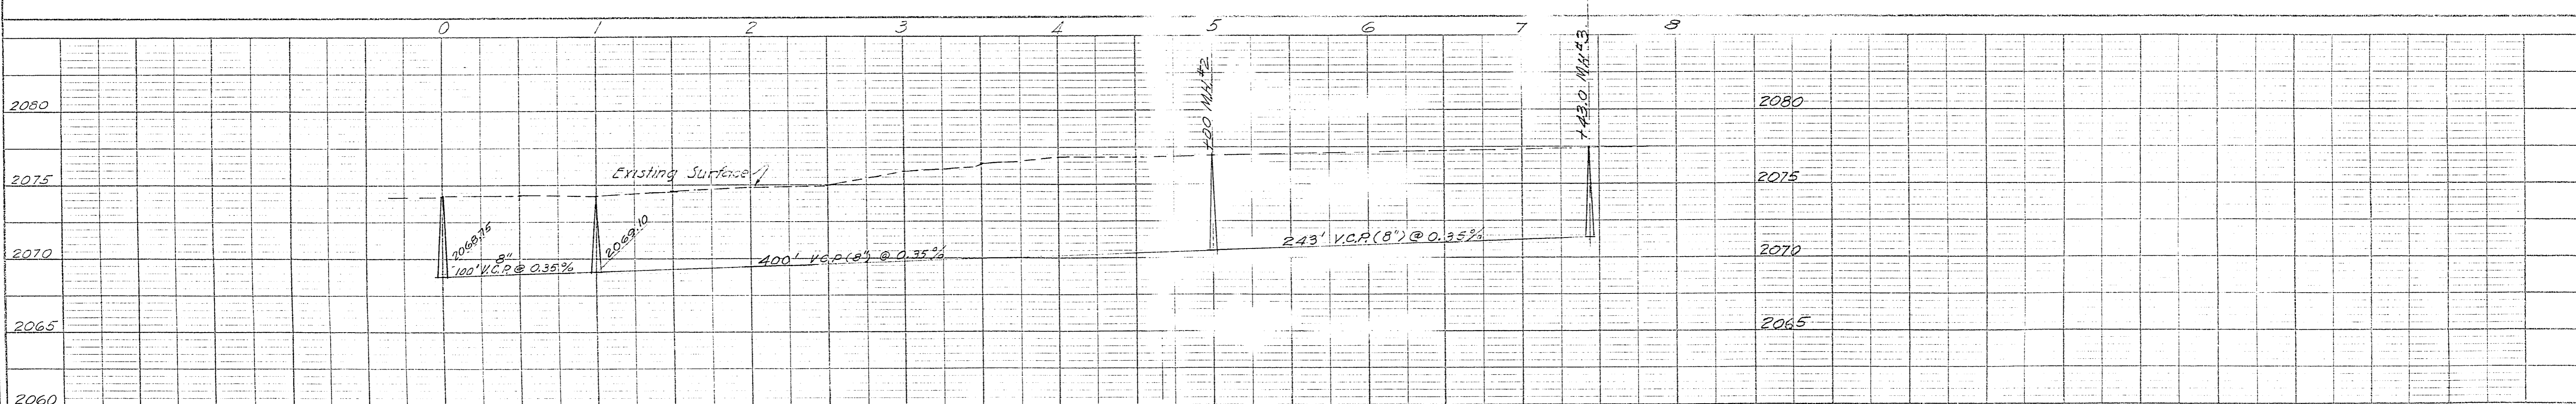 0 1 2 3 4 5 6 7 8
+00 M.H. #2
+43.0 M.H. #3
2080 2080
Existing Surface
2075 2075
2068.75
2069.10
2070 2070
8"
100' V.C.P. @ 0.35%
400' V.C.P. (8") @ 0.35%
243' V.C.P. (8") @ 0.35%
2065 2065
2060